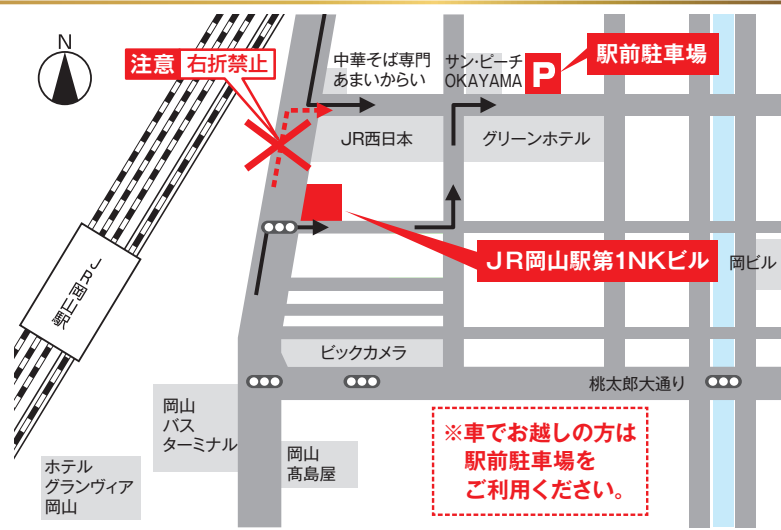 N
注意 右折禁止
中華そば専門
あまいからい
サン・ピーチ
OKAYAMA
P
駅前駐車場
JR西日本
グリーンホテル
JR岡山駅第1NKビル
岡ビル
JR岡山駅
ビックカメラ
桃太郎大通り
岡山
バス
ターミナル
岡山
髙島屋
ホテル
グランヴィア
岡山
※車でお越しの方は
駅前駐車場を
ご利用ください。